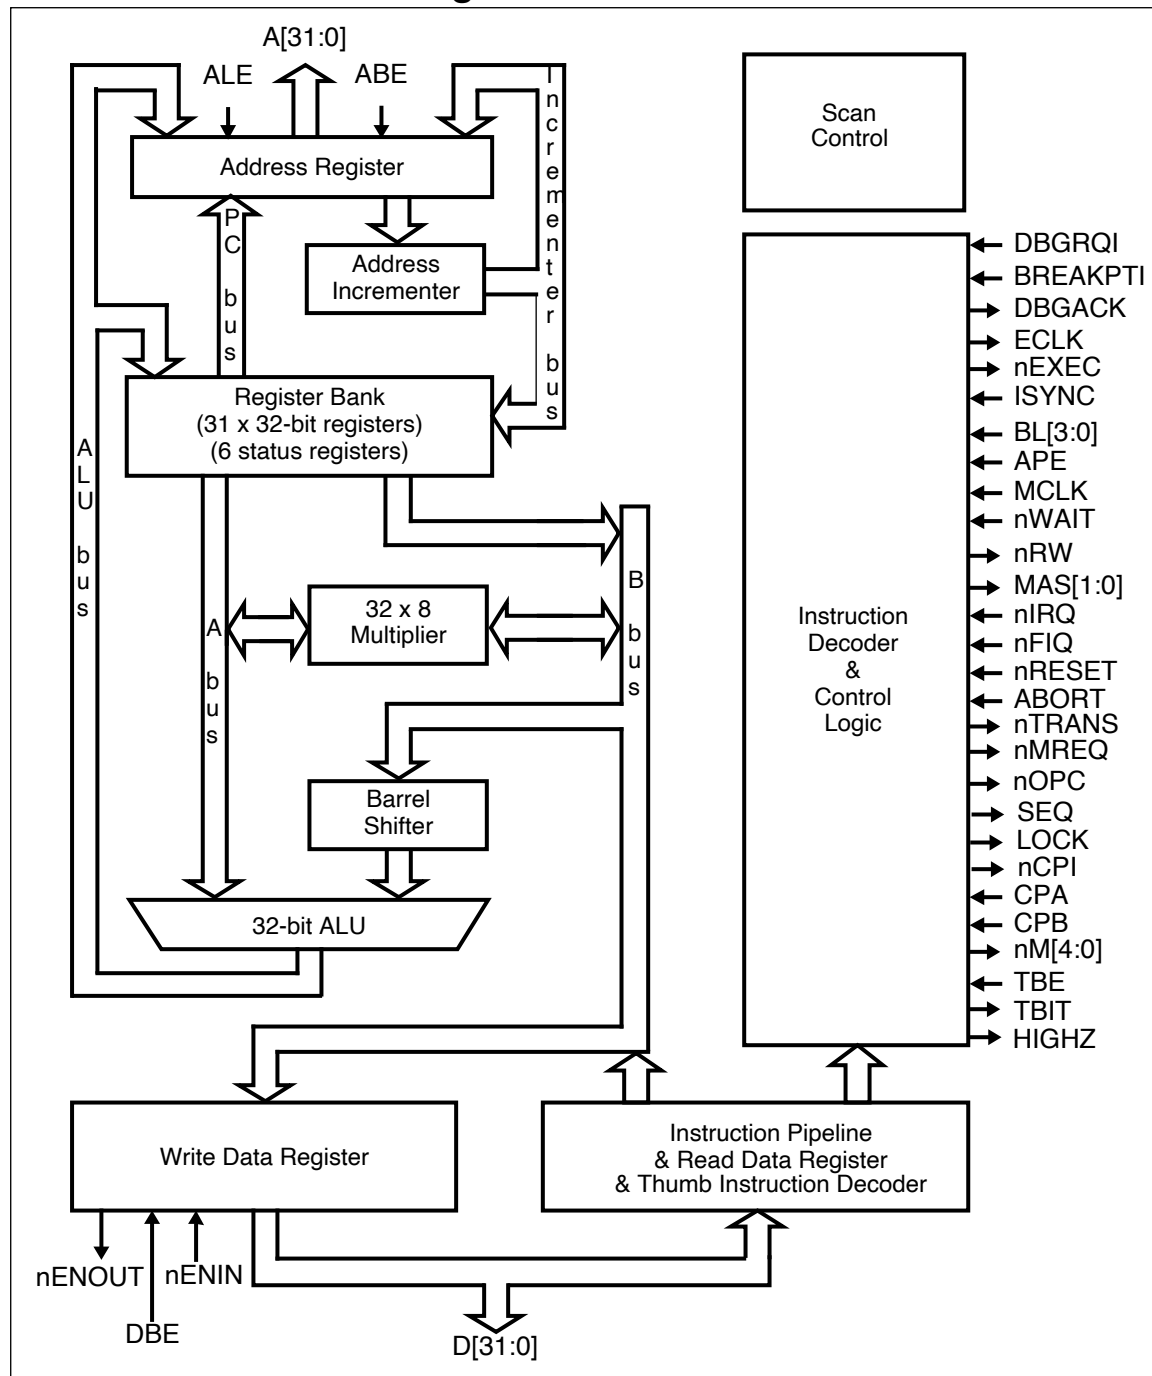 A[31:0]
ALE
ABE
Incrementer bus
Address Register
Scan
Control
PC bus
Address
Incrementer
Register Bank
(31 x 32-bit registers)
(6 status registers)
ALU bus
A bus
B bus
32 x 8
Multiplier
Barrel
Shifter
32-bit ALU
Instruction
Decoder
&
Control
Logic
DBGRQI
BREAKPTI
DBGACK
ECLK
nEXEC
ISYNC
BL[3:0]
APE
MCLK
nWAIT
nRW
MAS[1:0]
nIRQ
nFIQ
nRESET
ABORT
nTRANS
nMREQ
nOPC
SEQ
LOCK
nCPI
CPA
CPB
nM[4:0]
TBE
TBIT
HIGHZ
Write Data Register
Instruction Pipeline
& Read Data Register
& Thumb Instruction Decoder
nENOUT
nENIN
DBE
D[31:0]